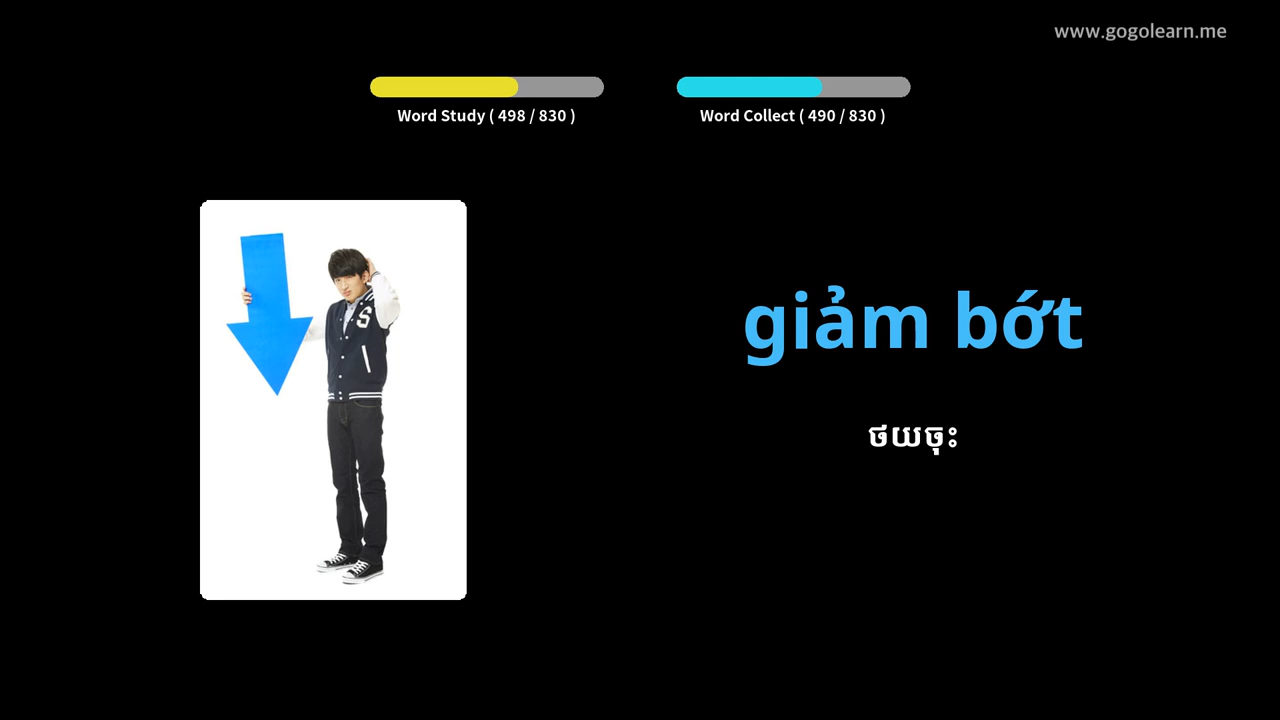 www.gogolearn.me
Word Study ( 498 / 830 )
Word Collect ( 490 / 830 )
S
giảm bớt
ថយចុះ